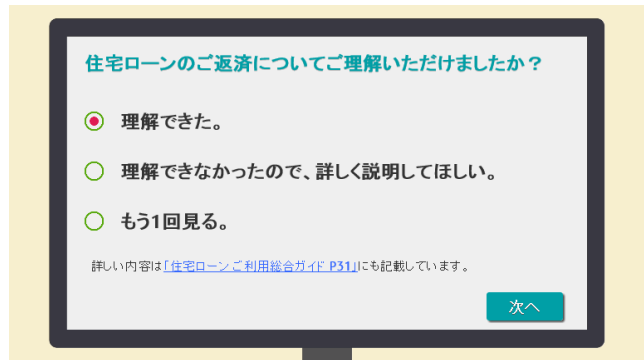 住宅ローンのご返済についてご理解いただけましたか？
理解できた。
理解できなかったので、詳しく説明してほしい。
もう1回見る。
詳しい内容は「住宅ローンご利用総合ガイド P31」にも記載しています。
次へ